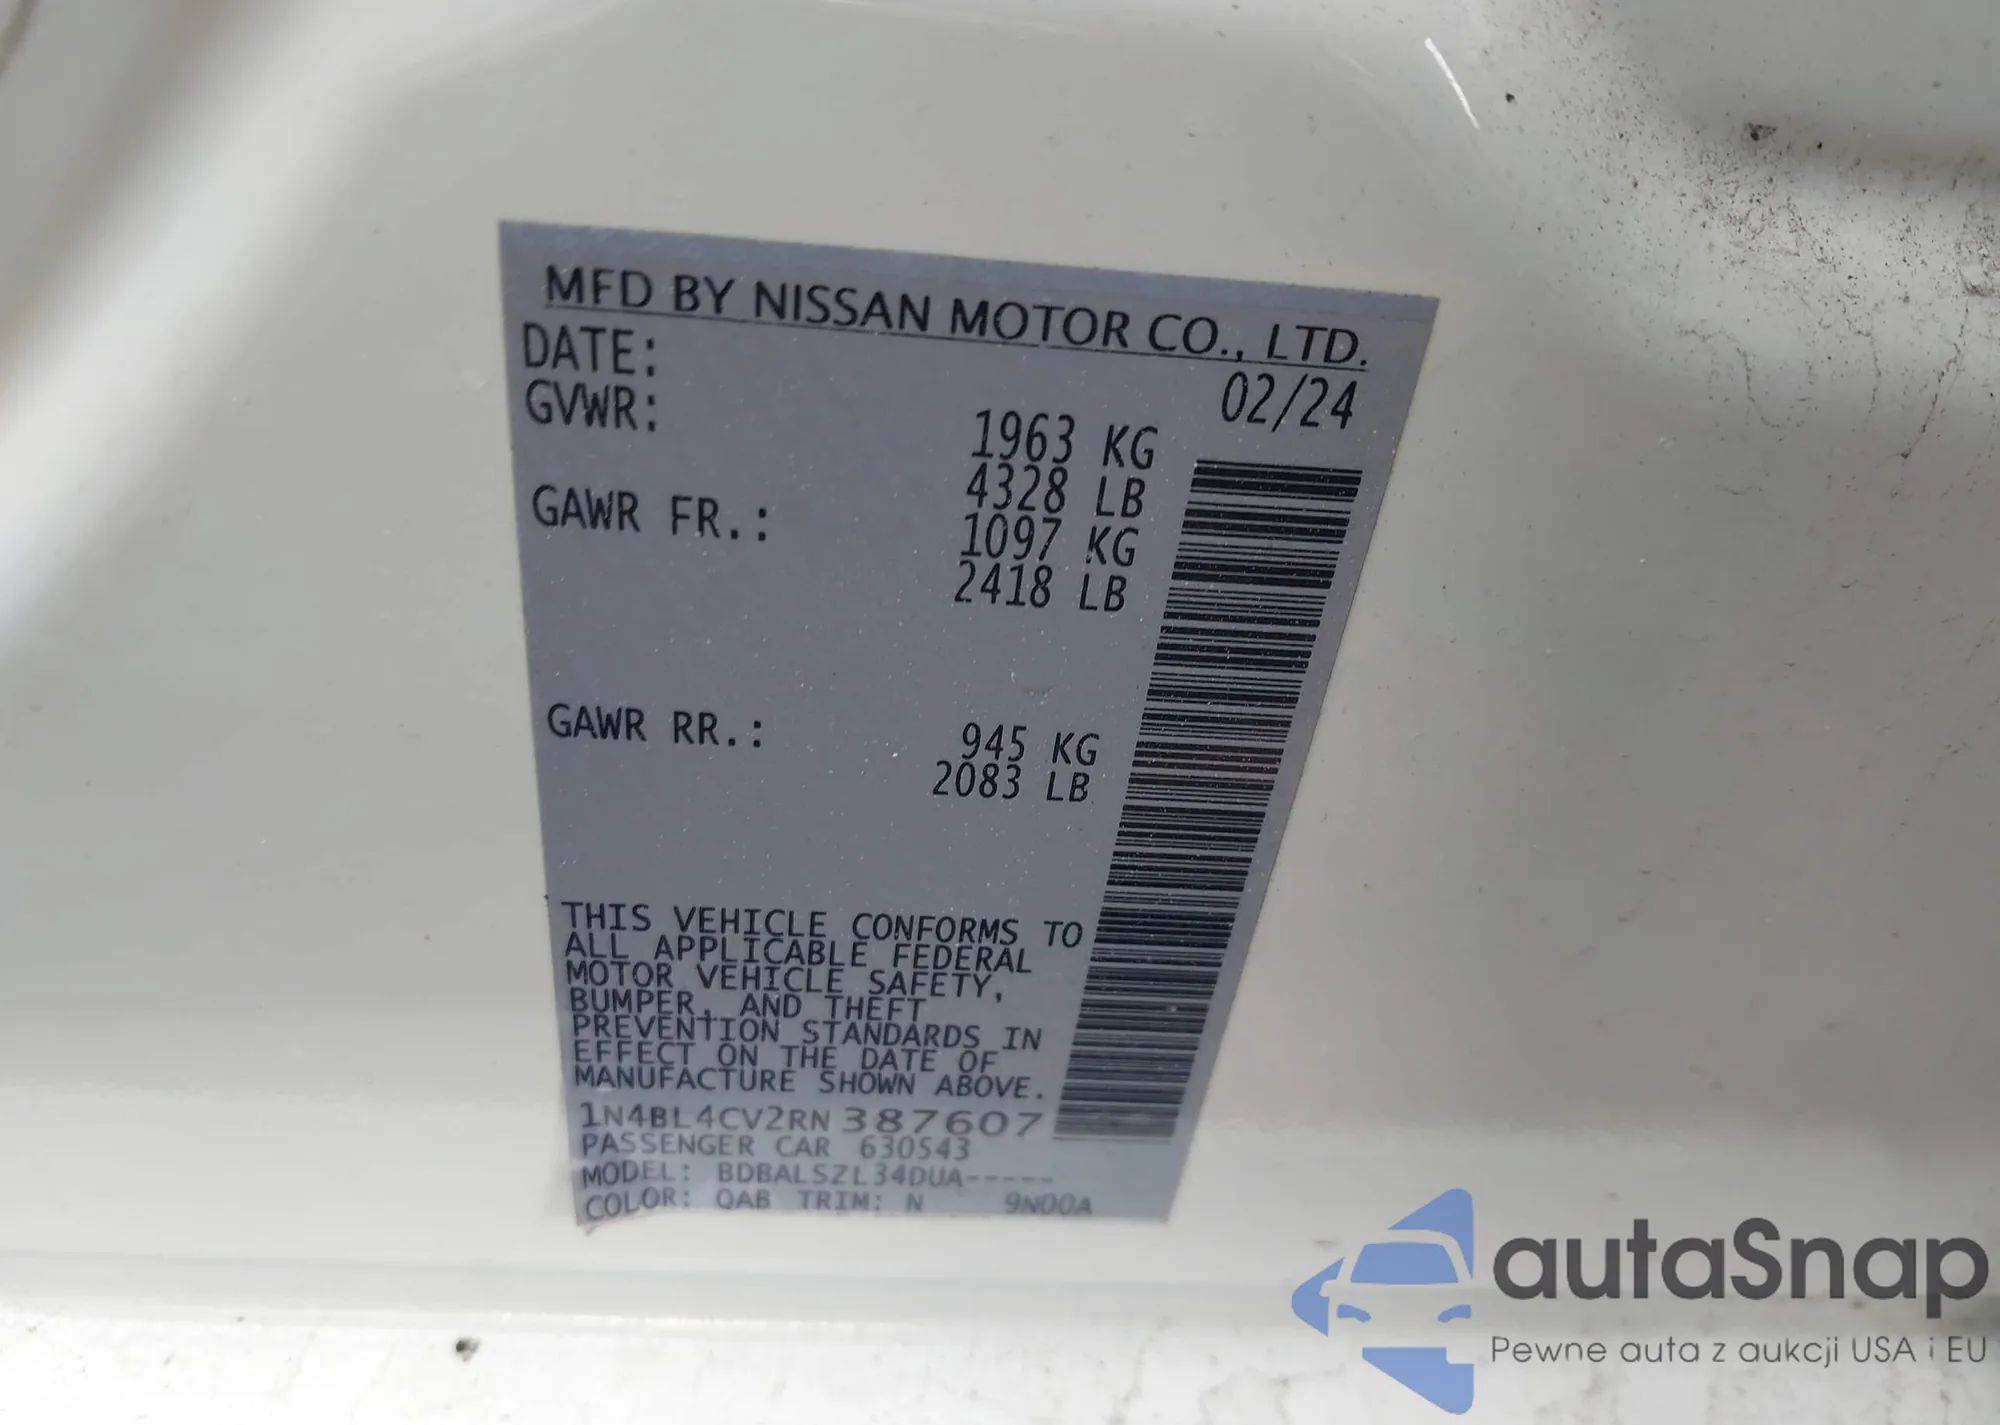 MFD BY NISSAN MOTOR CO., LTD.
DATE: 02/24
GVWR: 1963 KG
4328 LB
GAWR FR.: 1097 KG
2418 LB
GAWR RR.: 945 KG
2083 LB
THIS VEHICLE CONFORMS TO
ALL APPLICABLE FEDERAL
MOTOR VEHICLE SAFETY,
BUMPER, AND THEFT
PREVENTION STANDARDS IN
EFFECT ON THE DATE OF
MANUFACTURE SHOWN ABOVE.
1N4BL4CV2RN387607
PASSENGER CAR 630543
MODEL: BDBALSZL34DUA-----
COLOR: QAB TRIM: N 9N00A
autaSnap
Pewne auta z aukcji USA i EU